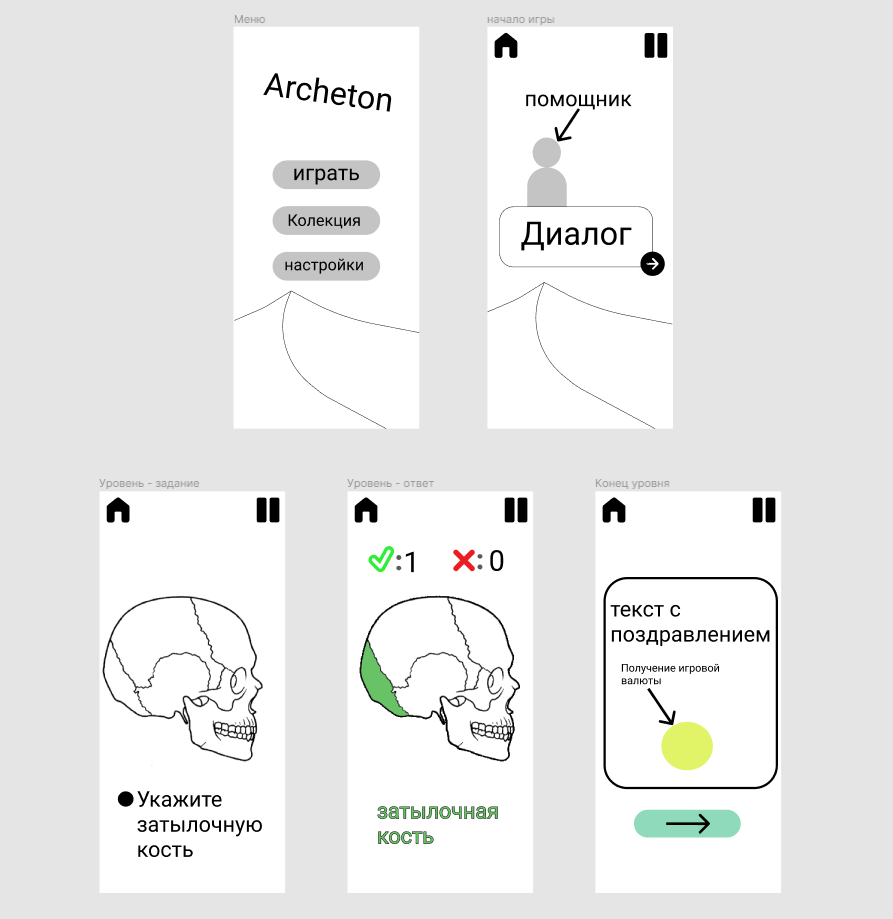 Меню
Archeton
играть
Колекция
настройки
начало игры
помощник
Диалог
Уровень - задание
Укажите
затылочную
кость
Уровень - ответ
:1
: 0
затылочная
кость
Конец уровня
текст с
поздравлением
Получение игровой
валюты